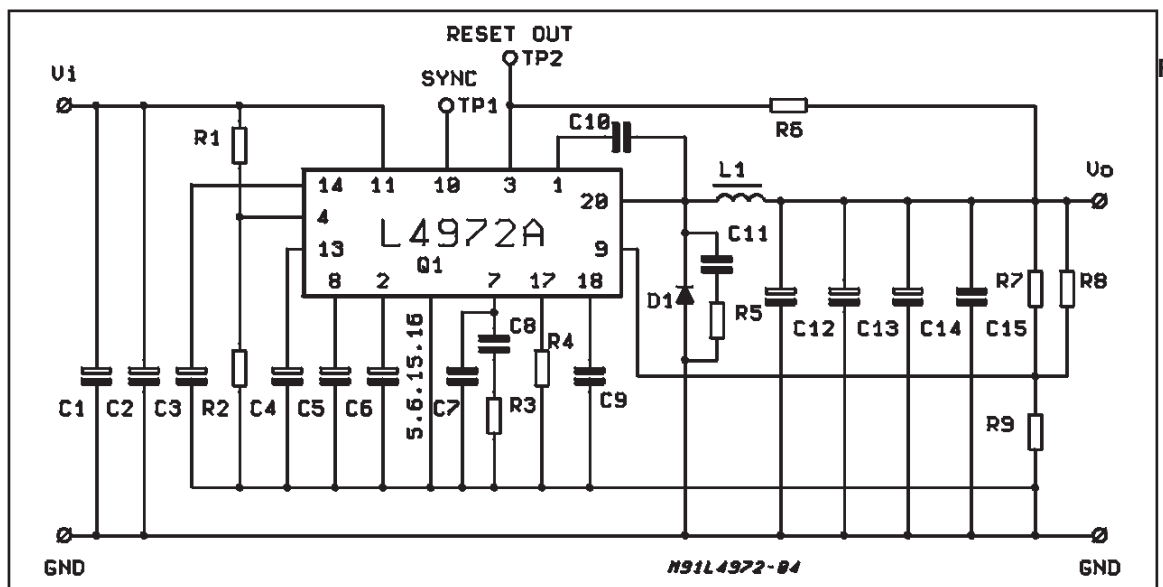 RESET OUT
TP2
Vi
SYNC
TP1
C10
R6
R1
L1
Vo
14 11 10 3 1
20
4
L4972A
C11
13
9
Q1
8 2 7 17 18
D1
R5
R7 R8
C8
R4
C12 C13 C14 C15
5.6.15.16
C1 C2 C3 R2 C4 C5 C6 C7 R3 C9
R9
GND
M91L4972-04
GND